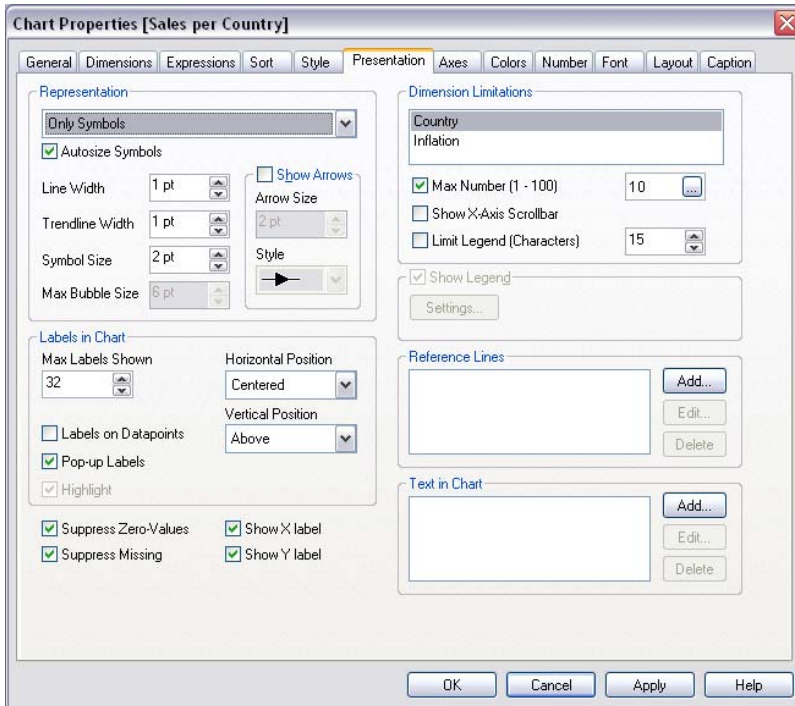 Chart Properties [Sales per Country]
General Dimensions Expressions Sort Style Presentation Axes Colors Number Font Layout Caption
Representation
Only Symbols
Autosize Symbols
Line Width 1 pt
Trendline Width 1 pt
Symbol Size 2 pt
Max Bubble Size 6 pt
Show Arrows
Arrow Size
2 pt
Style
Labels in Chart
Max Labels Shown
32
Horizontal Position
Centered
Vertical Position
Above
Labels on Datapoints
Pop-up Labels
Highlight
Suppress Zero-Values
Suppress Missing
Show X label
Show Y label
Dimension Limitations
Country
Inflation
Max Number (1 - 100) 10 ...
Show X-Axis Scrollbar
Limit Legend (Characters) 15
Show Legend
Settings...
Reference Lines
Add...
Edit...
Delete
Text in Chart
Add...
Edit...
Delete
OK Cancel Apply Help